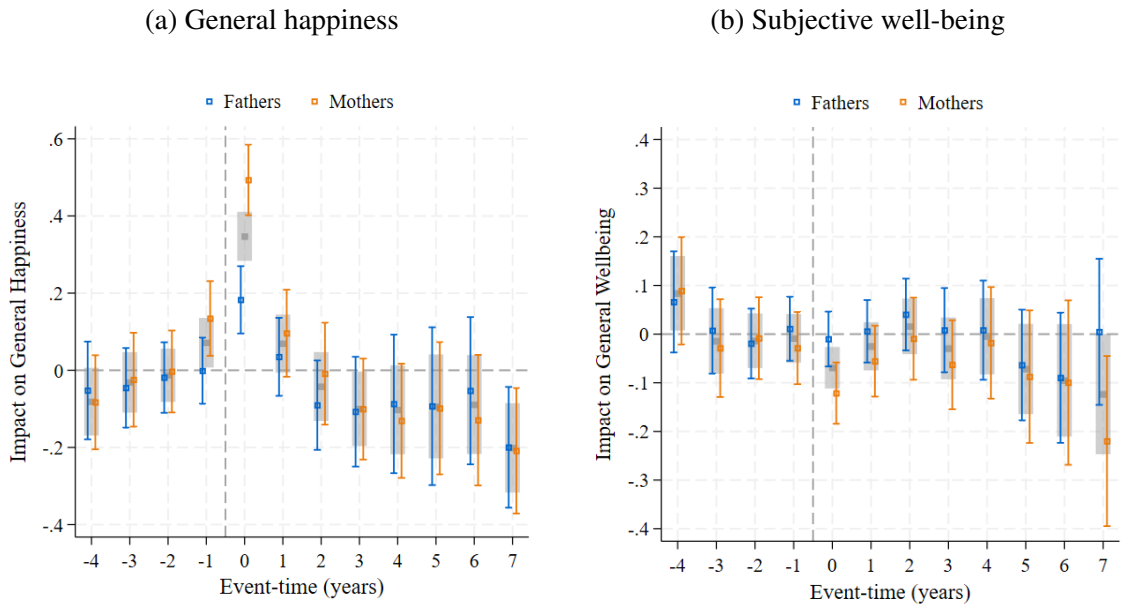 (a) General happiness
Fathers
Mothers
Impact on General Happiness
.6
.4
.2
0
-.2
-.4
-4 -3 -2 -1 0 1 2 3 4 5 6 7
Event-time (years)
(b) Subjective well-being
Fathers
Mothers
Impact on General Wellbeing
.4
.3
.2
.1
0
-.1
-.2
-.3
-.4
-4 -3 -2 -1 0 1 2 3 4 5 6 7
Event-time (years)